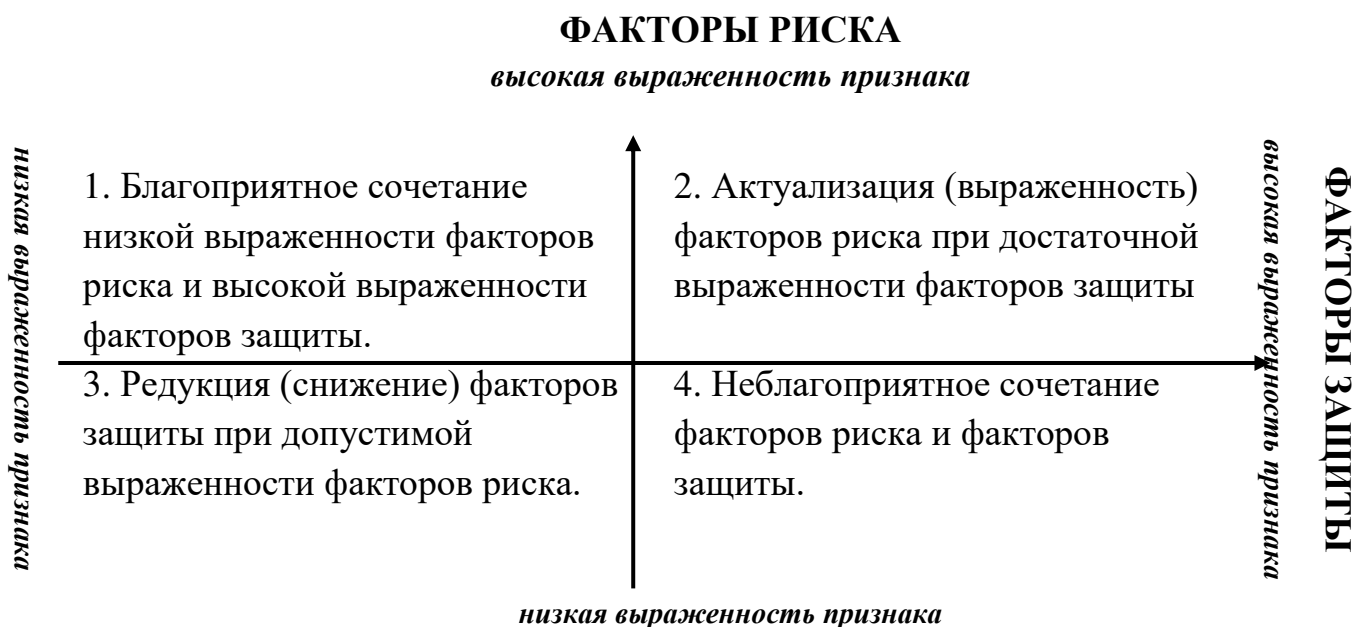 ФАКТОРЫ РИСКА
высокая выраженность признака
низкая выраженность признака
1. Благоприятное сочетание
низкой выраженности факторов
риска и высокой выраженности
факторов защиты.
2. Актуализация (выраженность)
факторов риска при достаточной
выраженности факторов защиты
3. Редукция (снижение) факторов
защиты при допустимой
выраженности факторов риска.
4. Неблагоприятное сочетание
факторов риска и факторов
защиты.
высокая выраженность признака
ФАКТОРЫ ЗАЩИТЫ
низкая выраженность признака